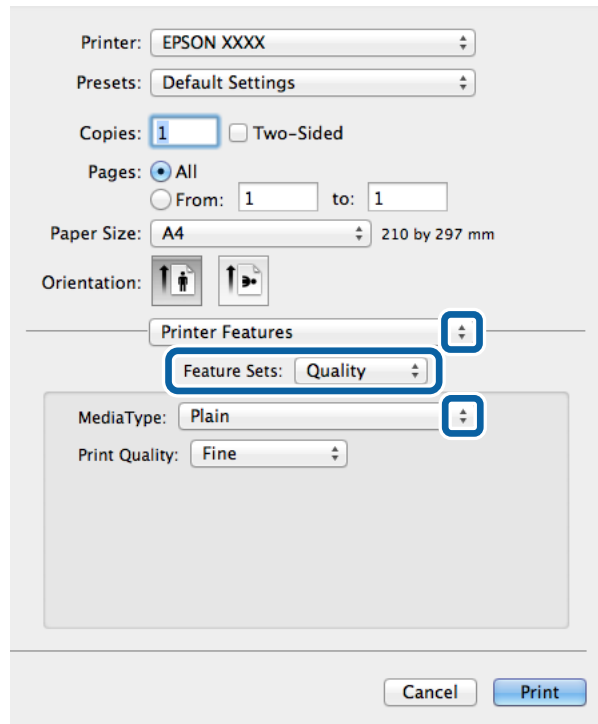 Printer: EPSON XXXX
Presets: Default Settings
Copies: 1 Two-Sided
Pages: All
From: 1 to: 1
Paper Size: A4 210 by 297 mm
Orientation:
Printer Features
Feature Sets: Quality
MediaType: Plain
Print Quality: Fine
Cancel Print